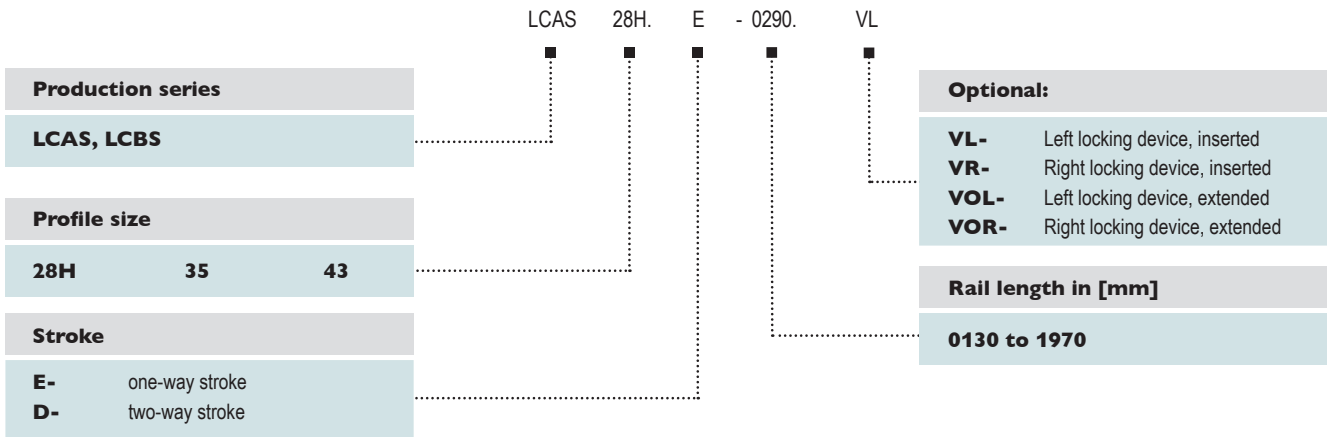 LCAS 28H. E - 0290. VL
Production series
LCAS, LCBS
Profile size
28H 35 43
Stroke
E- one-way stroke
D- two-way stroke
Optional:
VL- Left locking device, inserted
VR- Right locking device, inserted
VOL- Left locking device, extended
VOR- Right locking device, extended
Rail length in [mm]
0130 to 1970